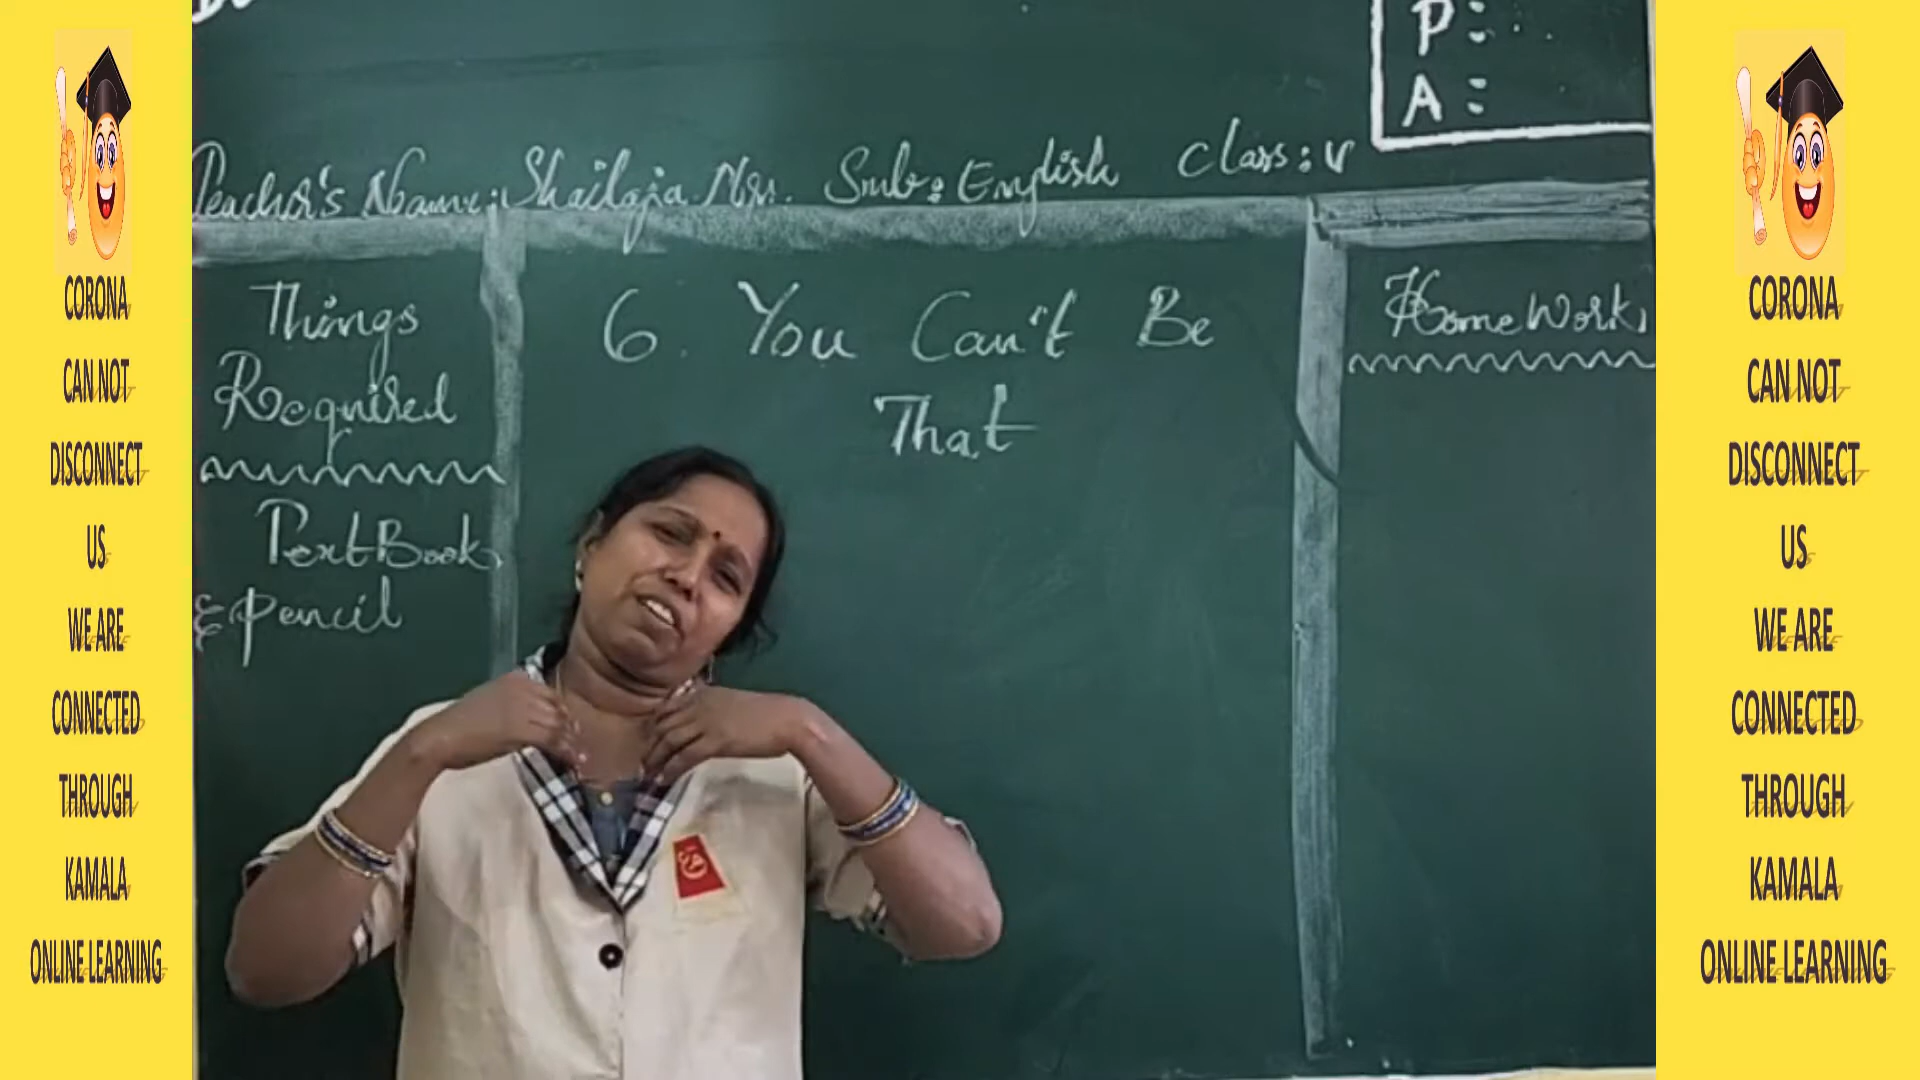 P :
A :
Teacher's Name: Shailaja Ngr. Sub: English Class: V
Things
Required
Text Book
& pencil
6. You Can't Be
That
Home Work
CORONA
CAN NOT
DISCONNECT
US
WE ARE
CONNECTED
THROUGH
KAMALA
ONLINE LEARNING
CORONA
CAN NOT
DISCONNECT
US
WE ARE
CONNECTED
THROUGH
KAMALA
ONLINE LEARNING